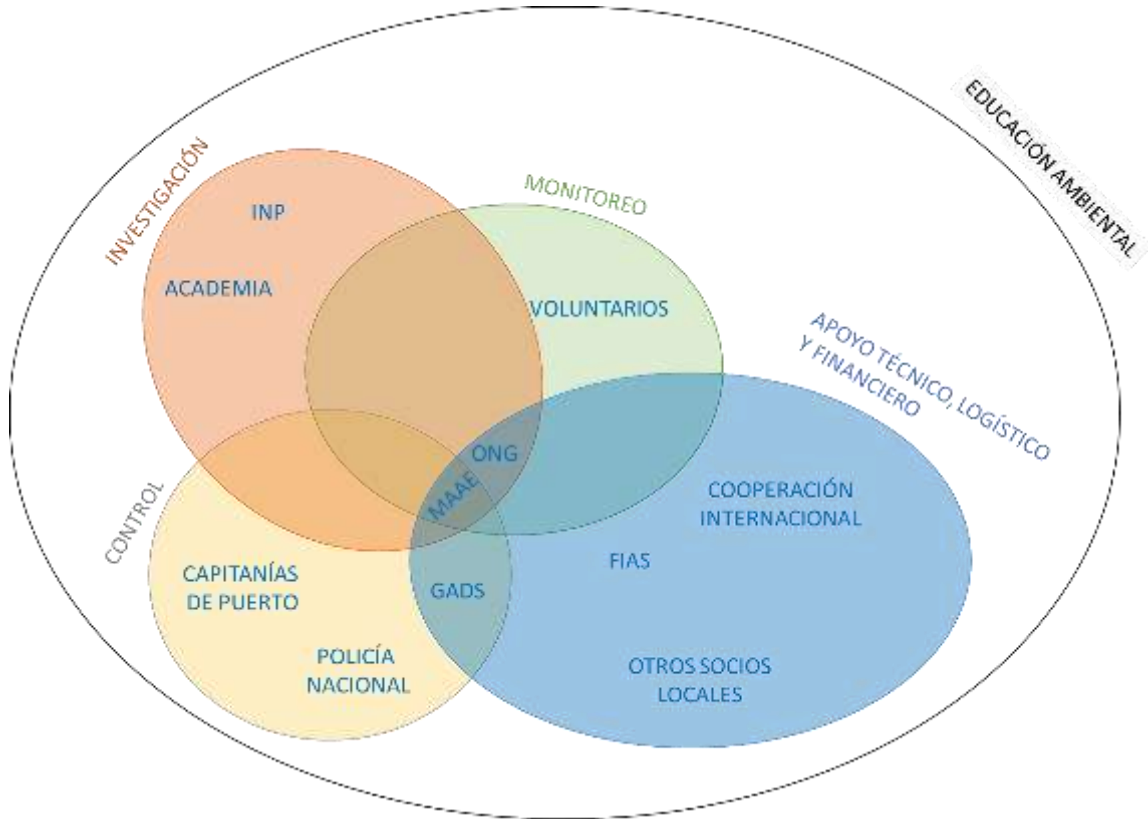 EDUCACIÓN AMBIENTAL
INVESTIGACIÓN
INP
ACADEMIA
MONITOREO
VOLUNTARIOS
APOYO TÉCNICO, LOGÍSTICO
Y FINANCIERO
ONG
MAAE
COOPERACIÓN
INTERNACIONAL
FIAS
CONTROL
CAPITANÍAS
DE PUERTO
GADS
POLICÍA
NACIONAL
OTROS SOCIOS
LOCALES